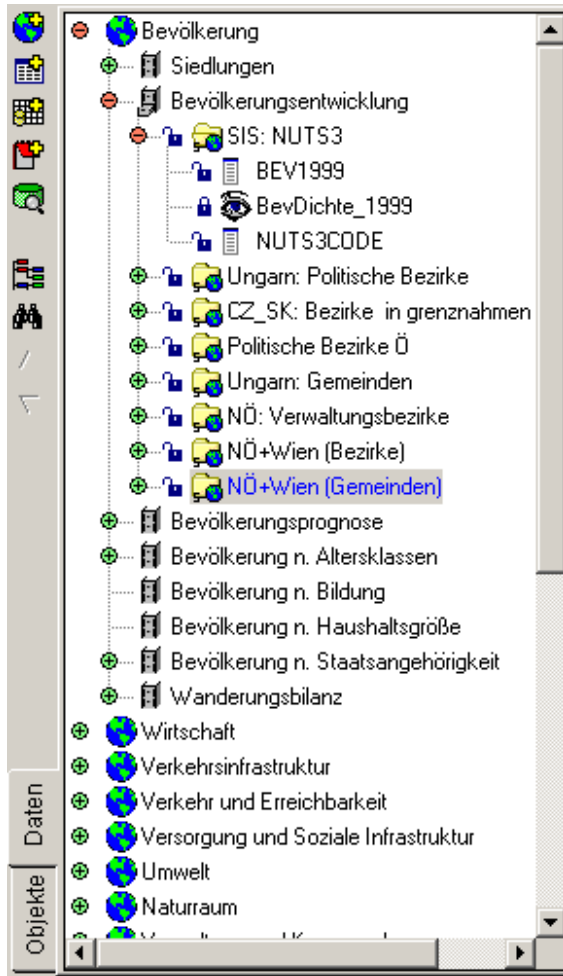 Bevölkerung
Siedlungen
Bevölkerungsentwicklung
SIS: NUTS3
BEV1999
BevDichte_1999
NUTS3CODE
Ungarn: Politische Bezirke
CZ_SK: Bezirke in grenznahmen
Politische Bezirke Ö
Ungarn: Gemeinden
NÖ: Verwaltungsbezirke
NÖ+Wien (Bezirke)
NÖ+Wien (Gemeinden)
Bevölkerungsprognose
Bevölkerung n. Altersklassen
Bevölkerung n. Bildung
Bevölkerung n. Haushaltsgröße
Bevölkerung n. Staatsangehörigkeit
Wanderungsbilanz
Wirtschaft
Verkehrsinfrastruktur
Verkehr und Erreichbarkeit
Versorgung und Soziale Infrastruktur
Umwelt
Naturraum
Daten
Objekte